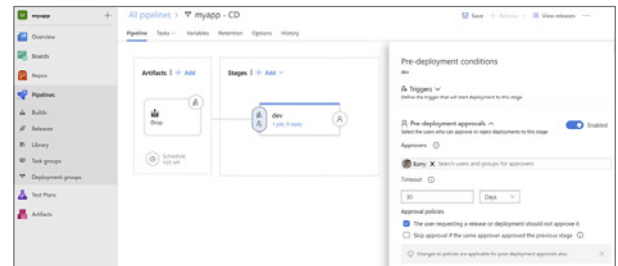 myapp
+
Overview
Boards
Repos
Pipelines
Builds
Releases
Library
Task groups
Deployment groups
Test Plans
Artifacts
All pipelines > myapp - CD
Save + Release View releases ...
Pipeline Tasks Variables Retention Options History
Artifacts | + Add
Stages | + Add
Drop
dev
1 job, 9 tasks
Schedule
not set
Pre-deployment conditions
dev
Triggers
Define the trigger that will start deployment to this stage
Pre-deployment approvals
Enabled
Select the users who can approve or reject deployments to this stage
Approvers
Barry X Search users and groups for approvers
Timeout
30 Days
Approval policies
The user requesting a release or deployment should not approve it
Skip approval if the same approver approved the previous stage
Changes to policies are applicable for post-deployment approvals also.